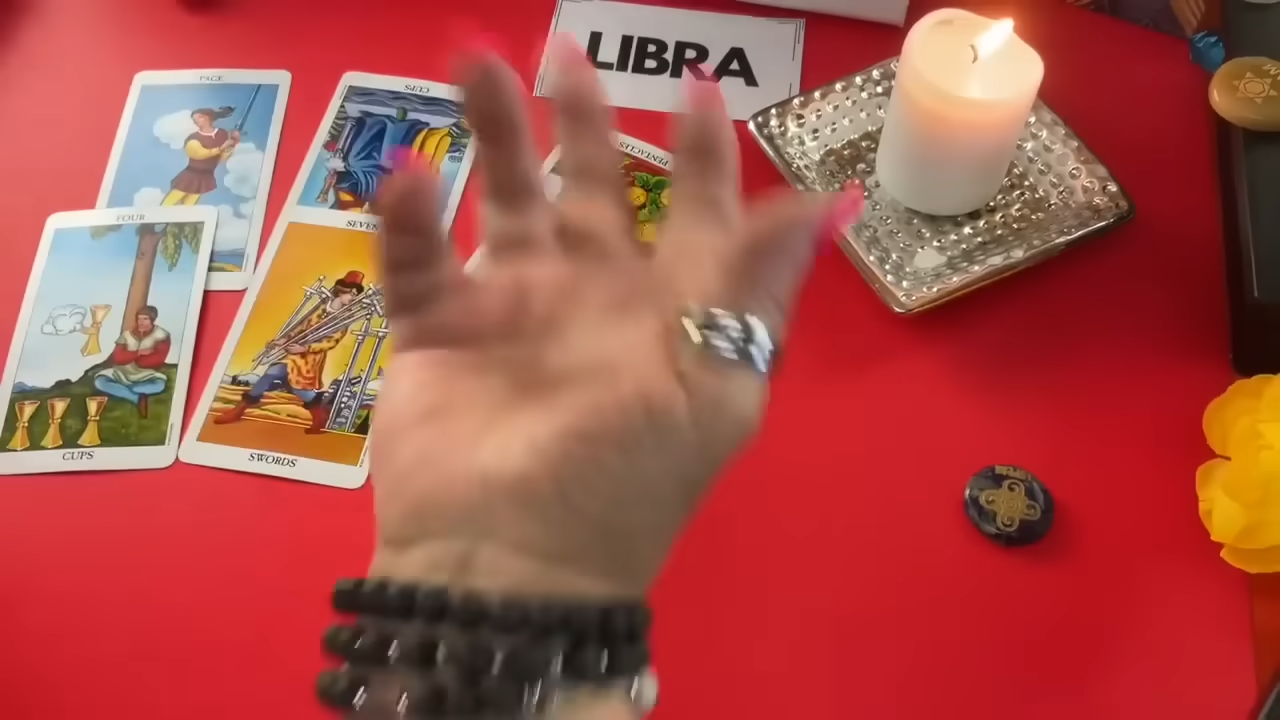 LIBRA
PAGE
CUPS
PENTACLES
FOUR
SEVEN
CUPS
SWORDS